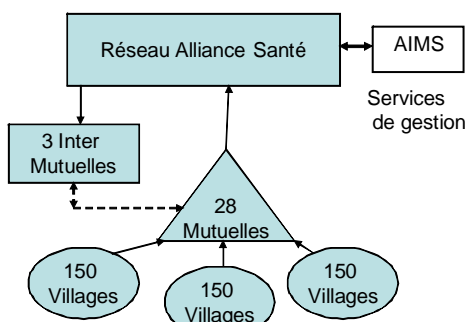 Réseau Alliance Santé
AIMS
Services
de gestion
3 Inter
Mutuelles
28
Mutuelles
150
Villages
150
Villages
150
Villages